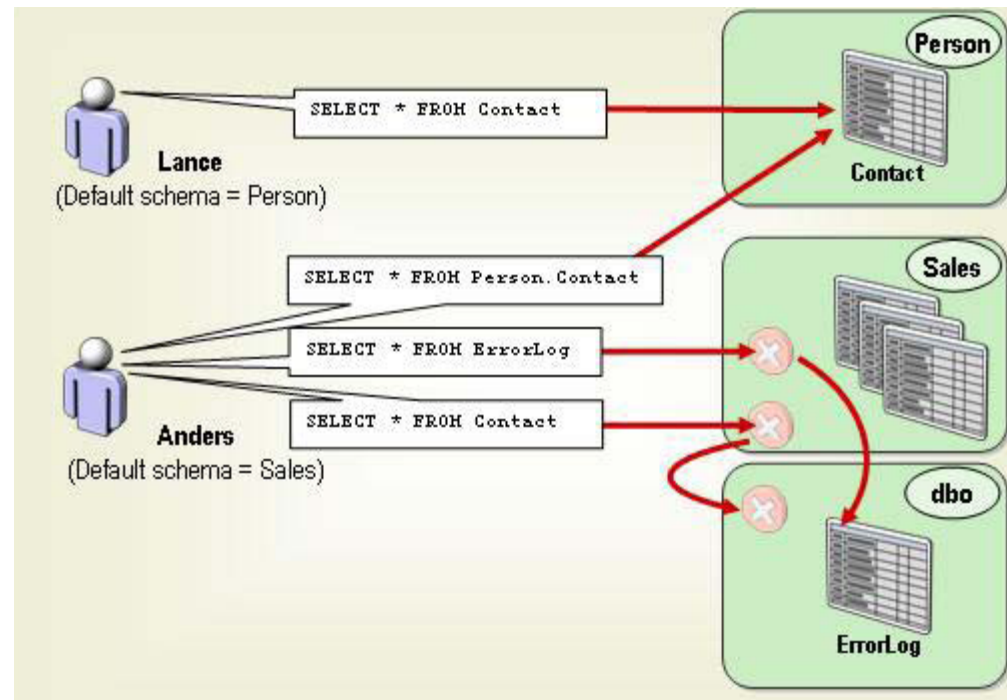 Person
SELECT * FROM Contact
Lance
(Default schema = Person)
Contact
SELECT * FROM Person.Contact
Sales
SELECT * FROM ErrorLog
SELECT * FROM Contact
Anders
(Default schema = Sales)
dbo
ErrorLog